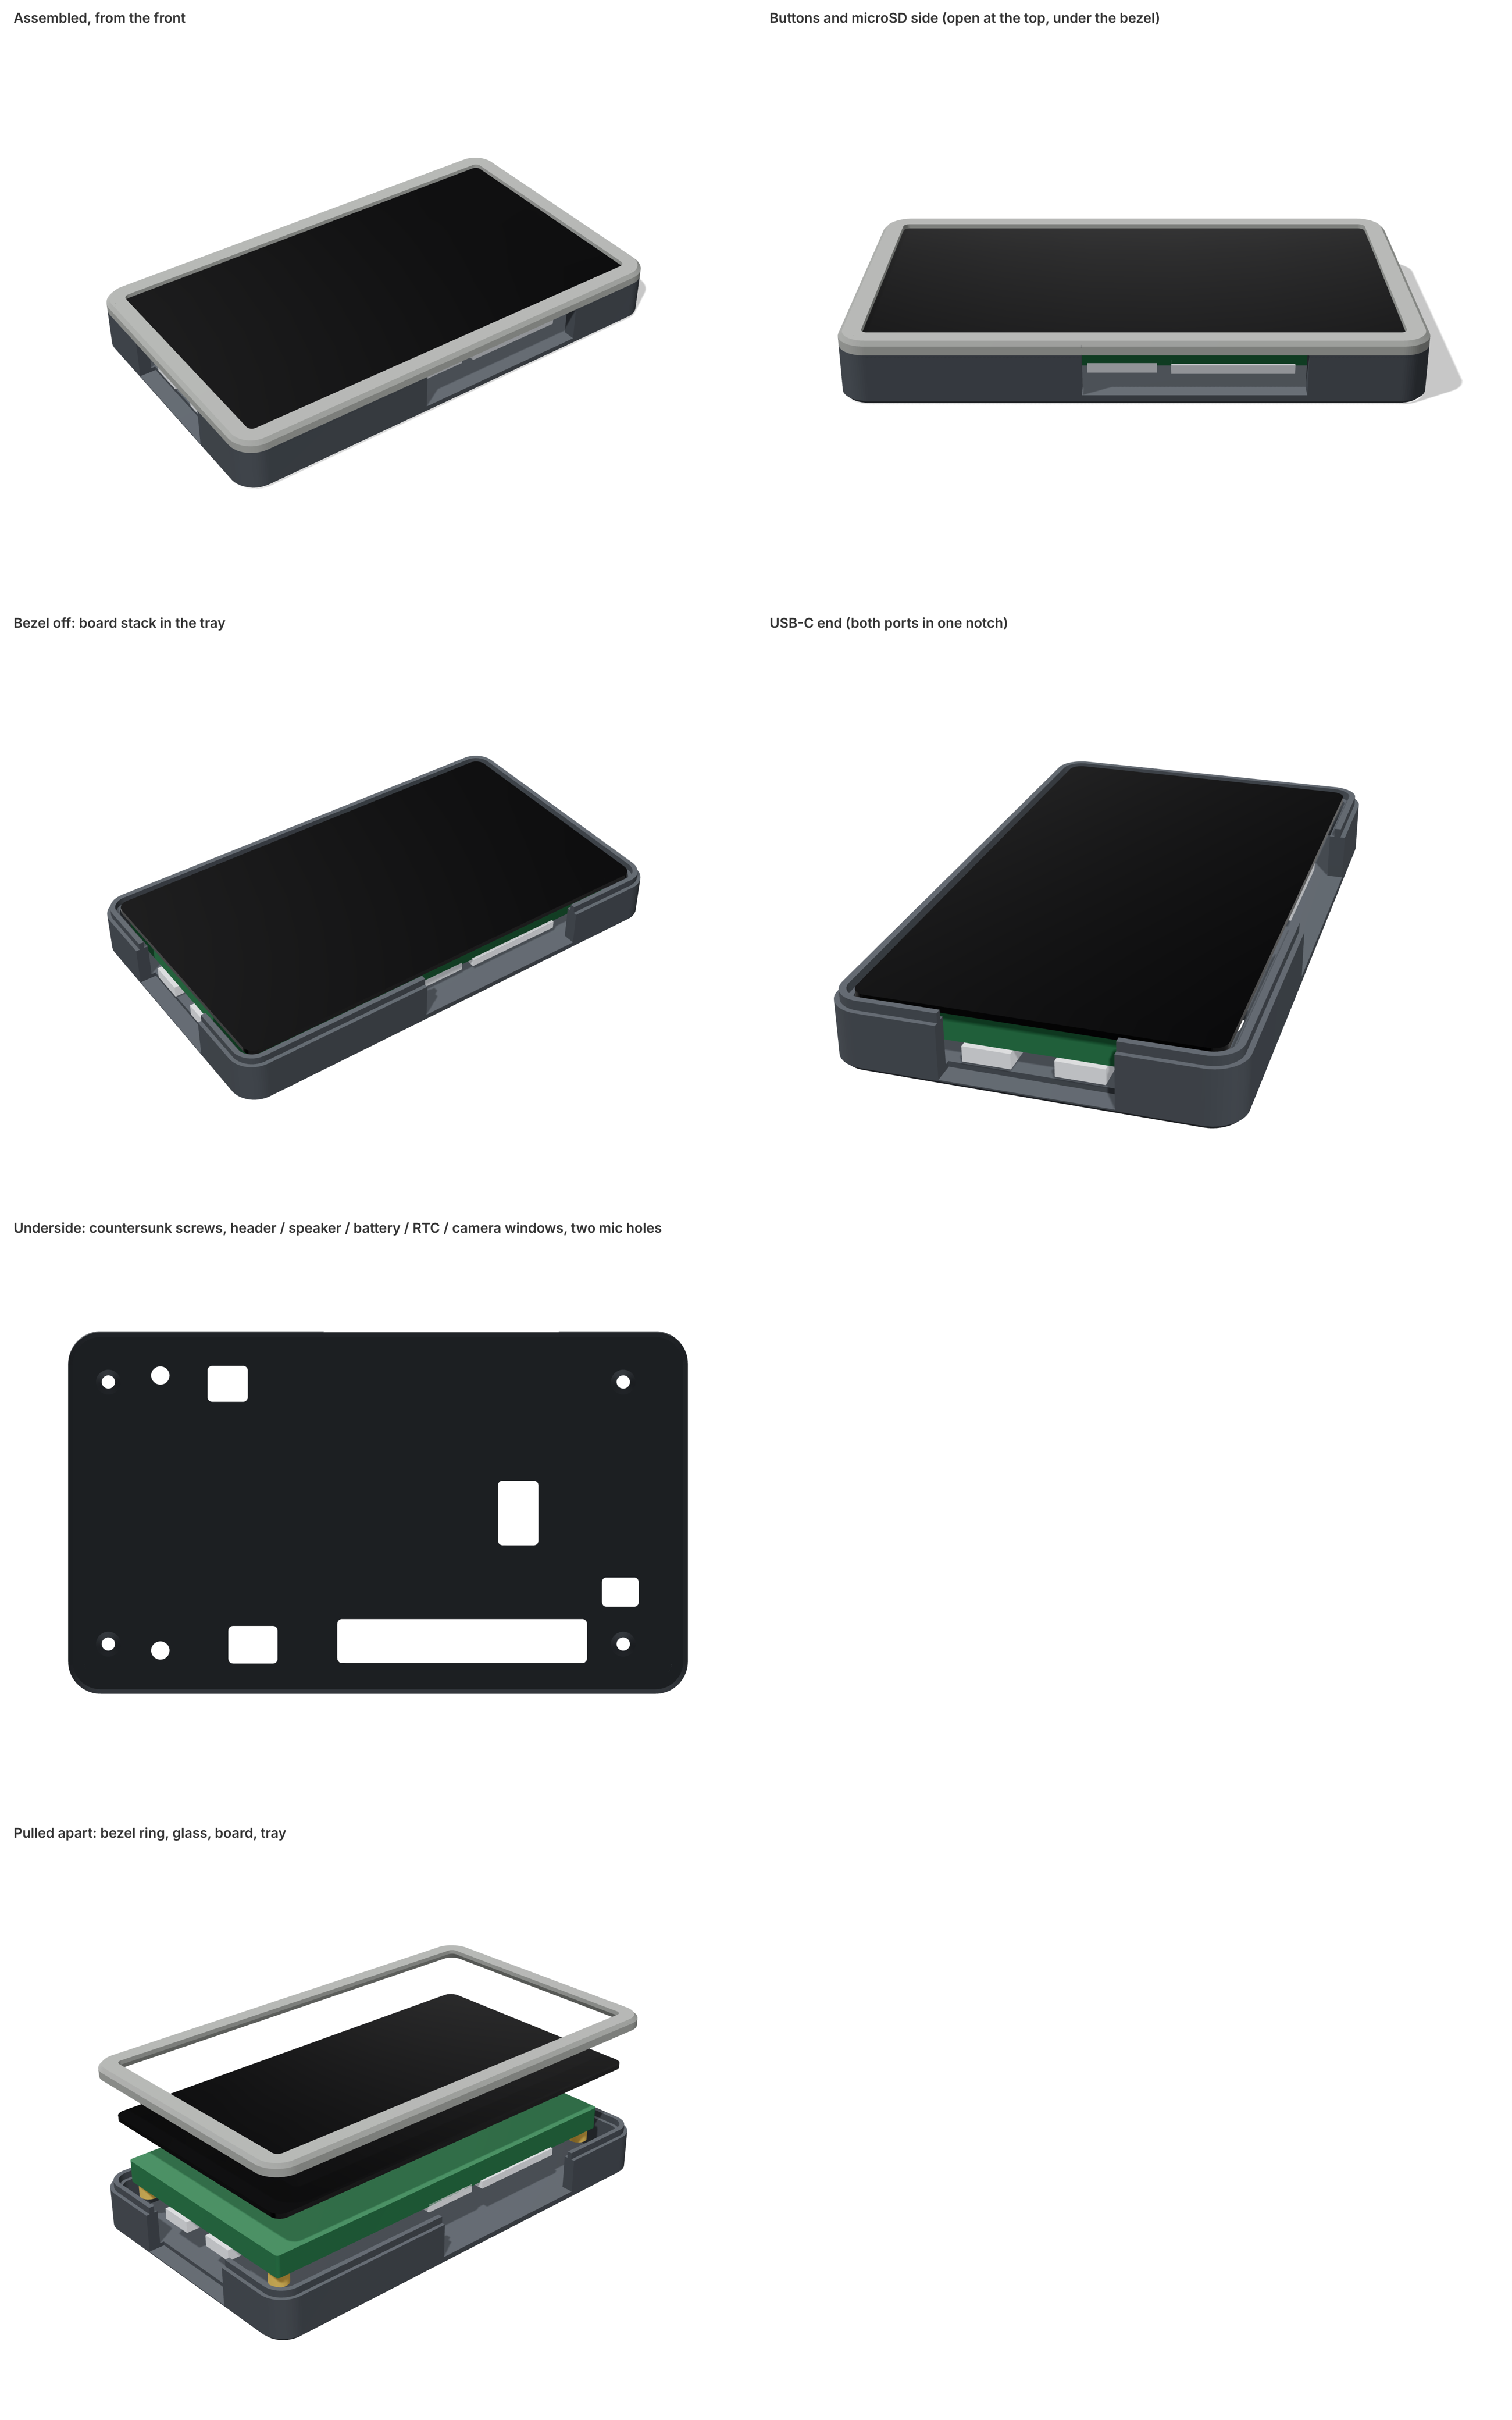 Assembled, from the front
Buttons and microSD side (open at the top, under the bezel)
Bezel off: board stack in the tray
USB-C end (both ports in one notch)
Underside: countersunk screws, header / speaker / battery / RTC / camera windows, two mic holes
Pulled apart: bezel ring, glass, board, tray